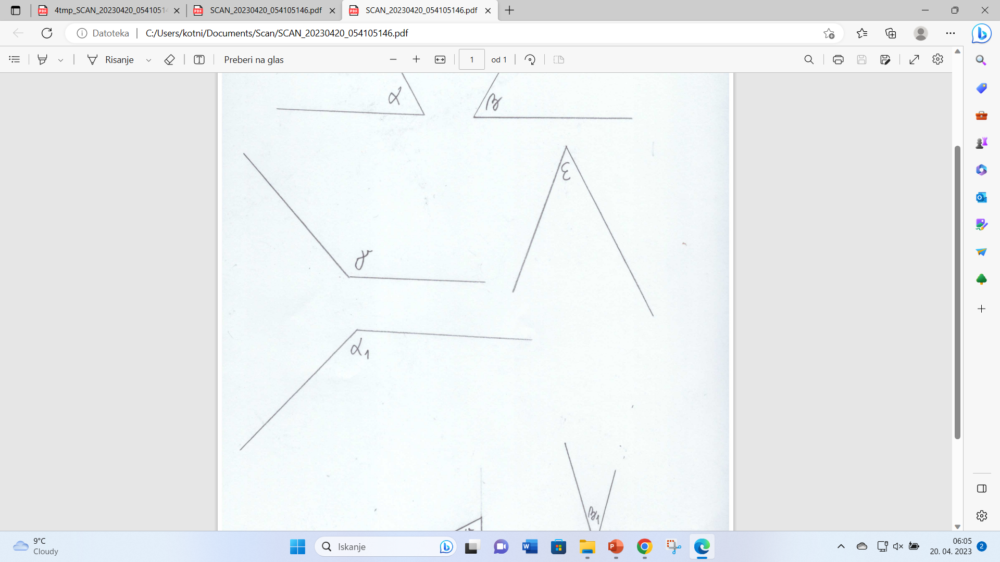 4tmp_SCAN_20230420_05410514
SCAN_20230420_054105146.pdf
SCAN_20230420_054105146.pdf
Datoteka
C:/Users/kotni/Documents/Scan/SCAN_20230420_054105146.pdf
Risanje
Preberi na glas
1
od 1
α
β
ε
γ
α1
β1
9°C
Cloudy
Iskanje
06:05
20. 04. 2023
2